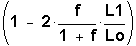 (1 - 2 · f / (1 + f) · L1 / Lo)